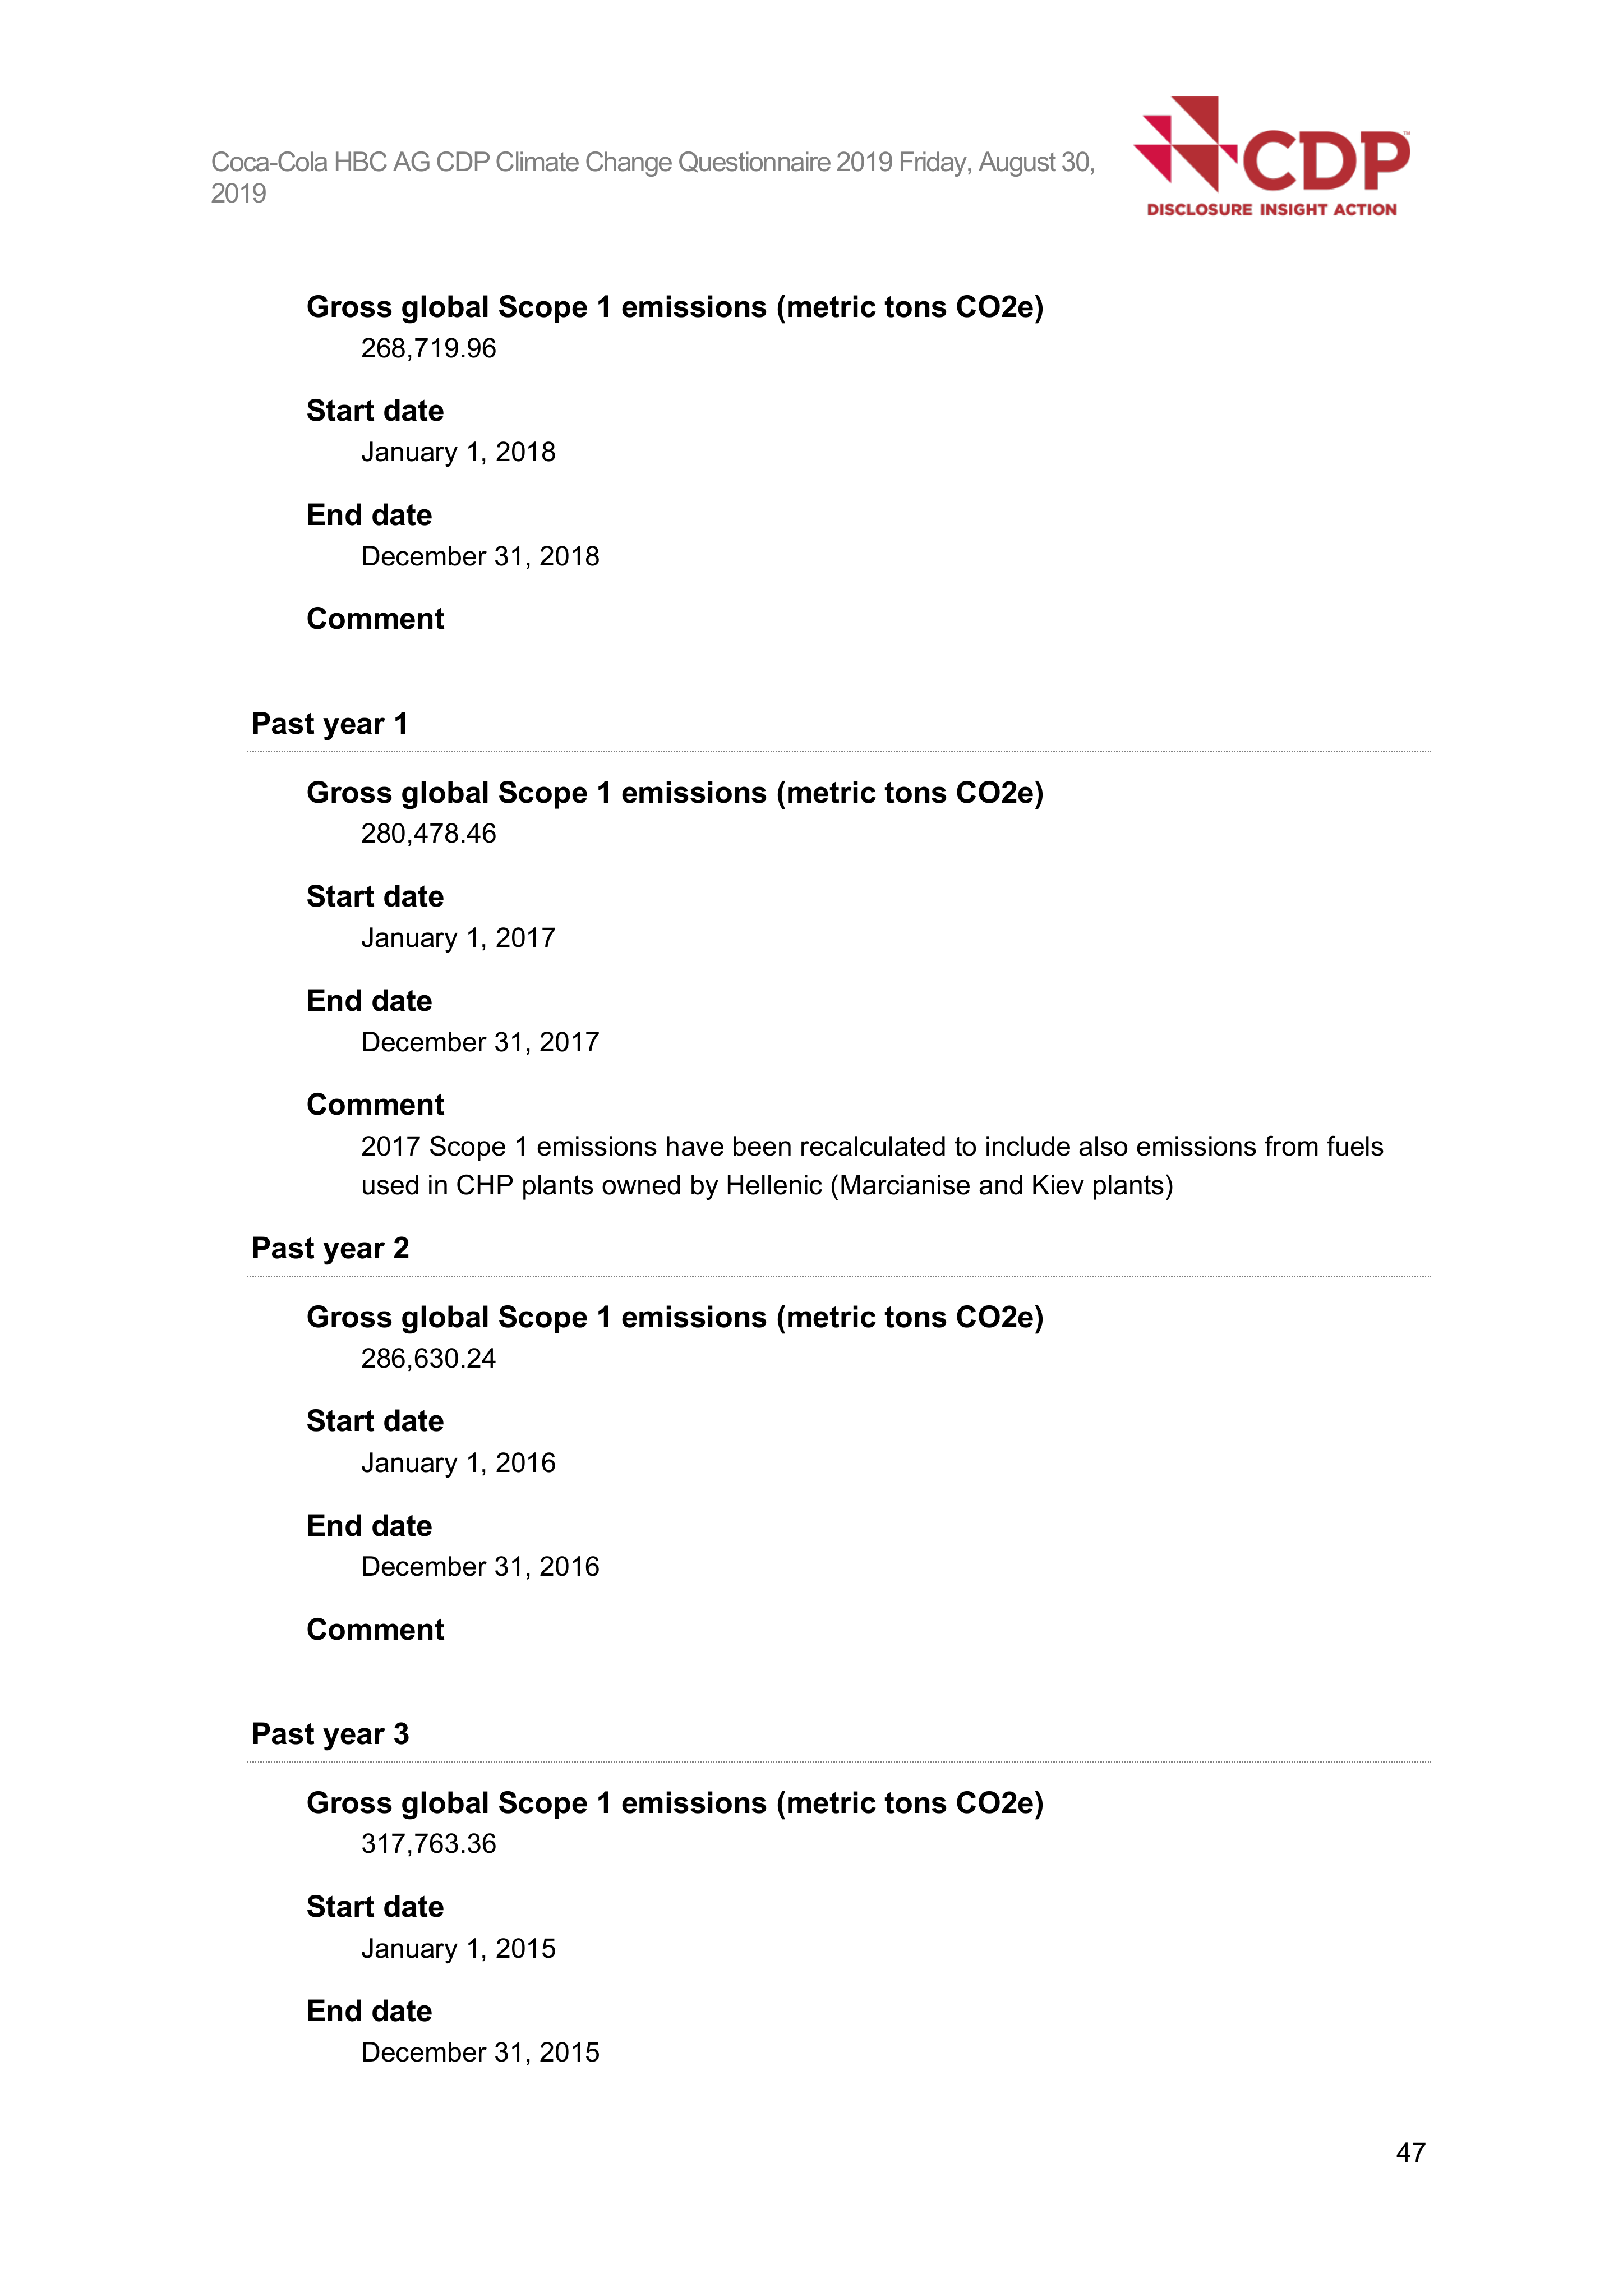 Coca-Cola HBC AG CDP Climate Change Questionnaire 2019 Friday, August 30,
2019
CDP™
DISCLOSURE INSIGHT ACTION
Gross global Scope 1 emissions (metric tons CO2e)
268,719.96
Start date
January 1, 2018
End date
December 31, 2018
Comment
Past year 1
Gross global Scope 1 emissions (metric tons CO2e)
280,478.46
Start date
January 1, 2017
End date
December 31, 2017
Comment
2017 Scope 1 emissions have been recalculated to include also emissions from fuels
used in CHP plants owned by Hellenic (Marcianise and Kiev plants)
Past year 2
Gross global Scope 1 emissions (metric tons CO2e)
286,630.24
Start date
January 1, 2016
End date
December 31, 2016
Comment
Past year 3
Gross global Scope 1 emissions (metric tons CO2e)
317,763.36
Start date
January 1, 2015
End date
December 31, 2015
47